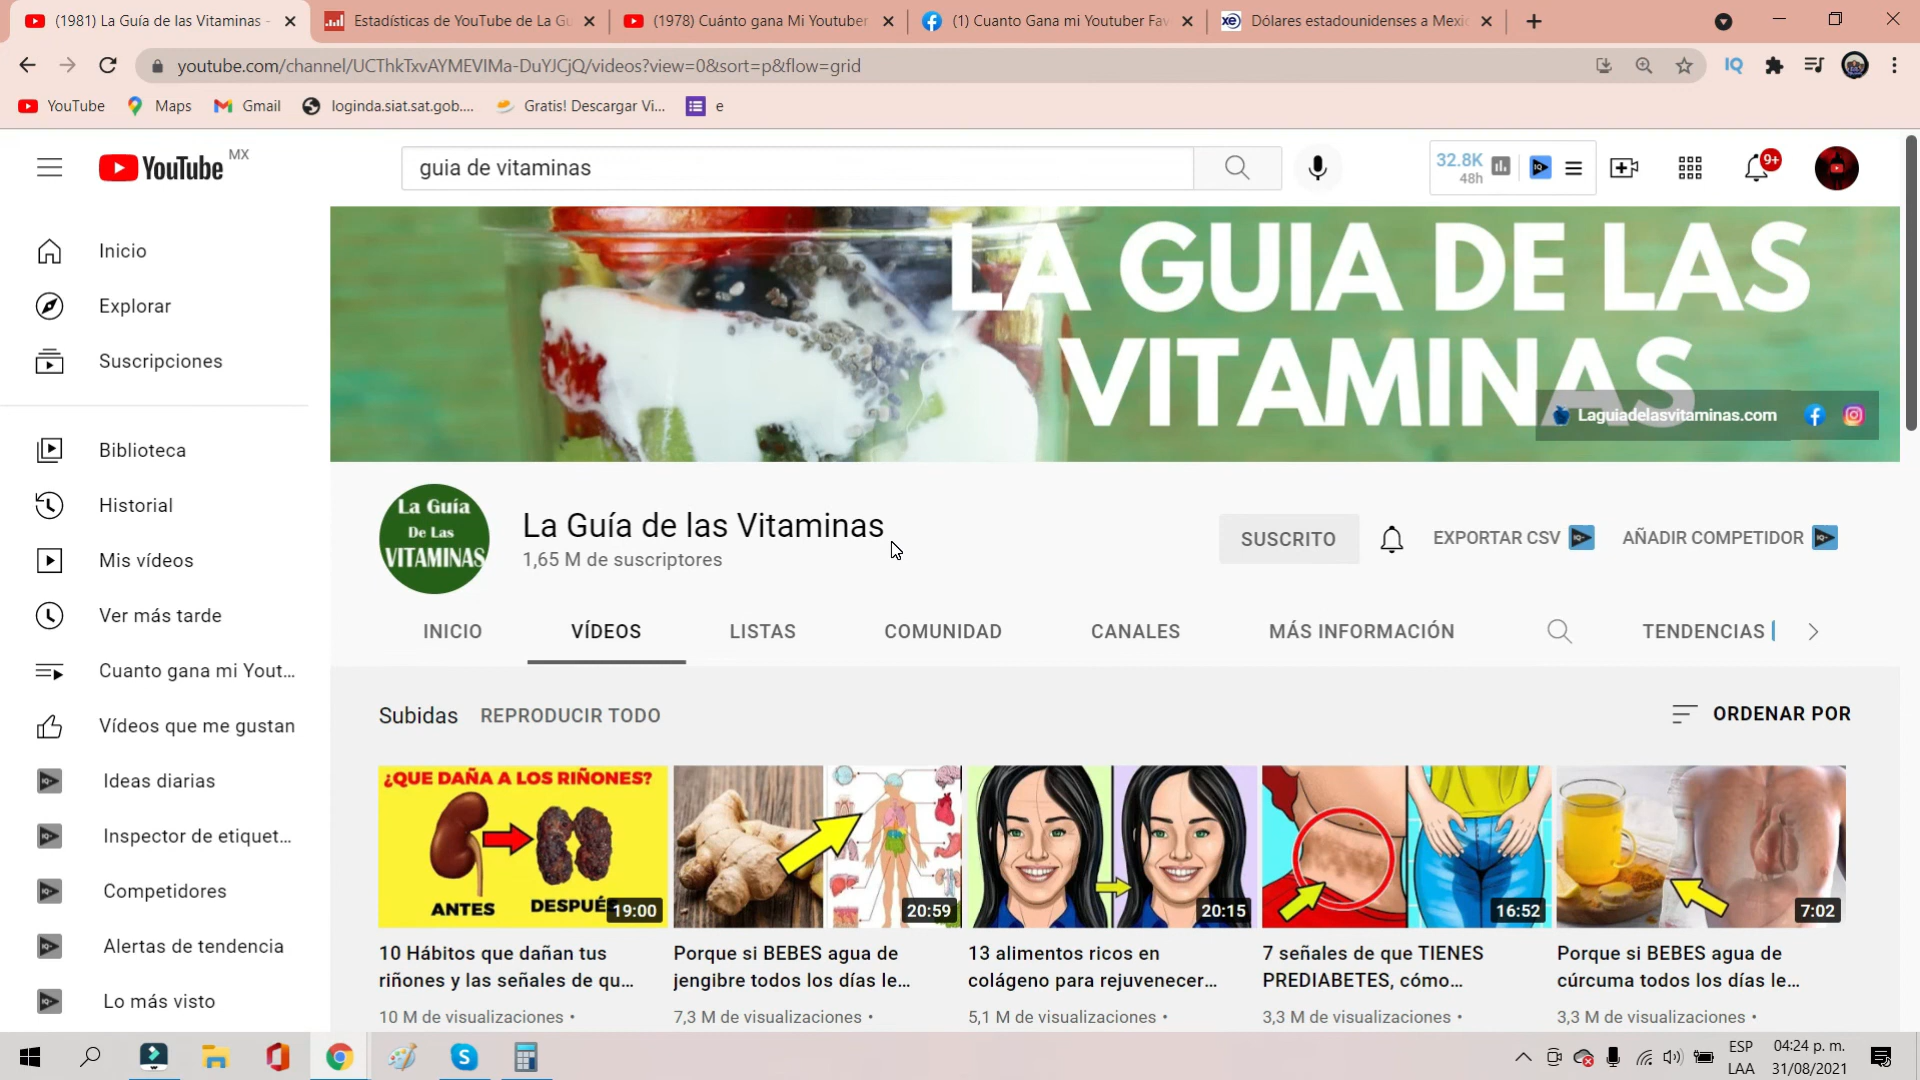 (1981) La Guía de las Vitaminas -
Estadísticas de YouTube de La Gu
(1978) Cuánto gana Mi Youtuber
(1) Cuanto Gana mi Youtuber Fav
xe Dólares estadounidenses a Mexic
youtube.com/channel/UCThkTxvAYMEVIMa-DuYJCjQ/videos?view=0&sort=p&flow=grid
IQ
YouTube
Maps
Gmail
loginda.siat.sat.gob....
Gratis! Descargar Vi...
e
YouTube MX
guia de vitaminas
32.8K
48h
9+
Inicio
Explorar
Suscripciones
Biblioteca
Historial
Mis vídeos
Ver más tarde
Cuanto gana mi Yout...
Vídeos que me gustan
Ideas diarias
Inspector de etiquet...
Competidores
Alertas de tendencia
Lo más visto
LA GUIA DE LAS
VITAMINAS
Laguiadelasvitaminas.com
La Guía
De Las
VITAMINAS
La Guía de las Vitaminas
1,65 M de suscriptores
SUSCRITO
EXPORTAR CSV
AÑADIR COMPETIDOR
INICIO
VÍDEOS
LISTAS
COMUNIDAD
CANALES
MÁS INFORMACIÓN
TENDENCIAS
Subidas
REPRODUCIR TODO
ORDENAR POR
¿QUE DAÑA A LOS RIÑONES?
ANTES
DESPUÉ
19:00
20:59
20:15
16:52
7:02
10 Hábitos que dañan tus
riñones y las señales de qu...
10 M de visualizaciones •
Porque si BEBES agua de
jengibre todos los días le...
7,3 M de visualizaciones •
13 alimentos ricos en
colágeno para rejuvenecer...
5,1 M de visualizaciones •
7 señales de que TIENES
PREDIABETES, cómo...
3,3 M de visualizaciones •
Porque si BEBES agua de
cúrcuma todos los días le...
3,3 M de visualizaciones •
ESP
LAA
04:24 p. m.
31/08/2021